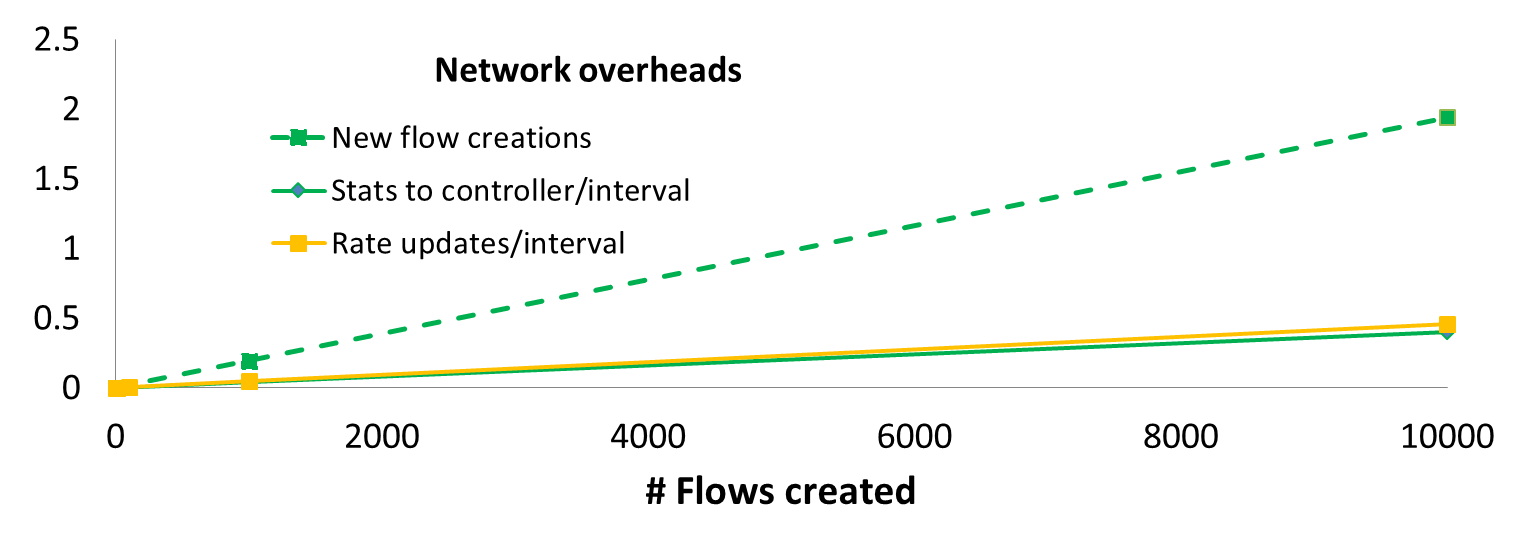 Network overheads
New flow creations
Stats to controller/interval
Rate updates/interval
2.5
2
1.5
1
0.5
0
0 2000 4000 6000 8000 10000
# Flows created